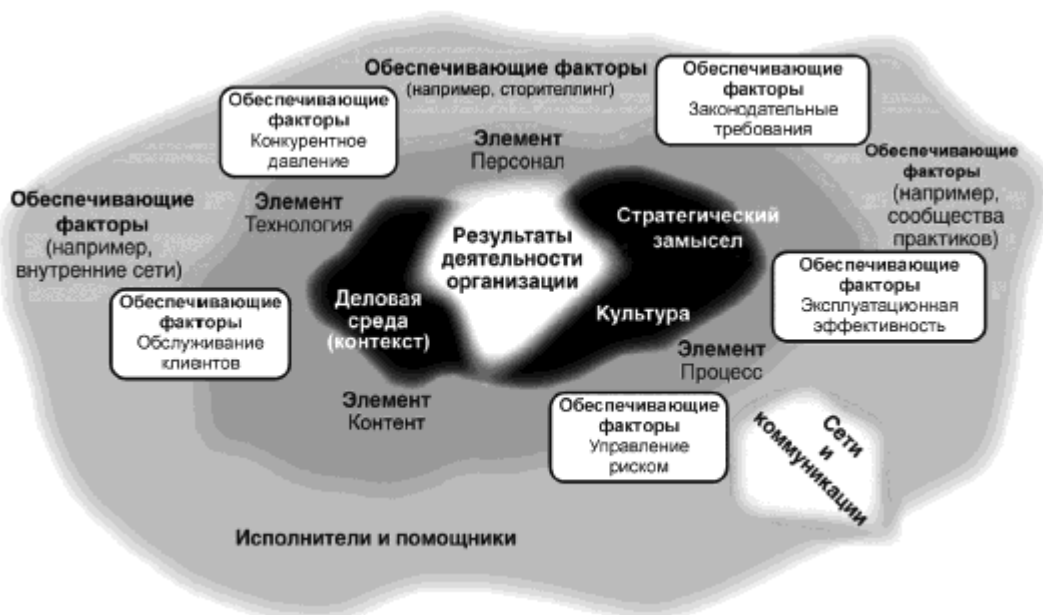 Обеспечивающие факторы
(например, сторителлинг)
Обеспечивающие
факторы
Законодательные
требования
Обеспечивающие
факторы
Конкурентное
давление
Элемент
Персонал
Обеспечивающие
факторы
(например,
сообщества
практиков)
Обеспечивающие
факторы
(например,
внутренние сети)
Элемент
Технология
Стратегический
замысел
Результаты
деятельности
организации
Обеспечивающие
факторы
Эксплуатационная
эффективность
Обеспечивающие
факторы
Обслуживание
клиентов
Деловая
среда
(контекст)
Культура
Элемент
Процесс
Элемент
Контент
Обеспечивающие
факторы
Управление
риском
Сети
и
коммуникации
Исполнители и помощники